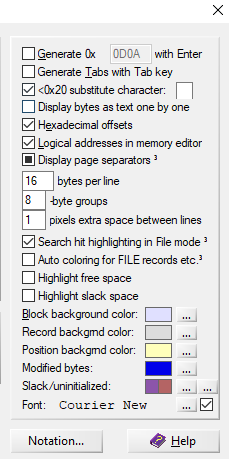 Generate 0x 0D0A with Enter
Generate Tabs with Tab key
<0x20 substitute character:
Display bytes as text one by one
Hexadecimal offsets
Logical addresses in memory editor
Display page separators ³
16 bytes per line
8 -byte groups
1 pixels extra space between lines
Search hit highlighting in File mode ³
Auto coloring for FILE records etc.³
Highlight free space
Highlight slack space
Block background color: ...
Record backgrnd color: ...
Position backgrnd color: ...
Modified bytes: ...
Slack/uninitialized: ... ...
Font: Courier New ...
Notation... Help